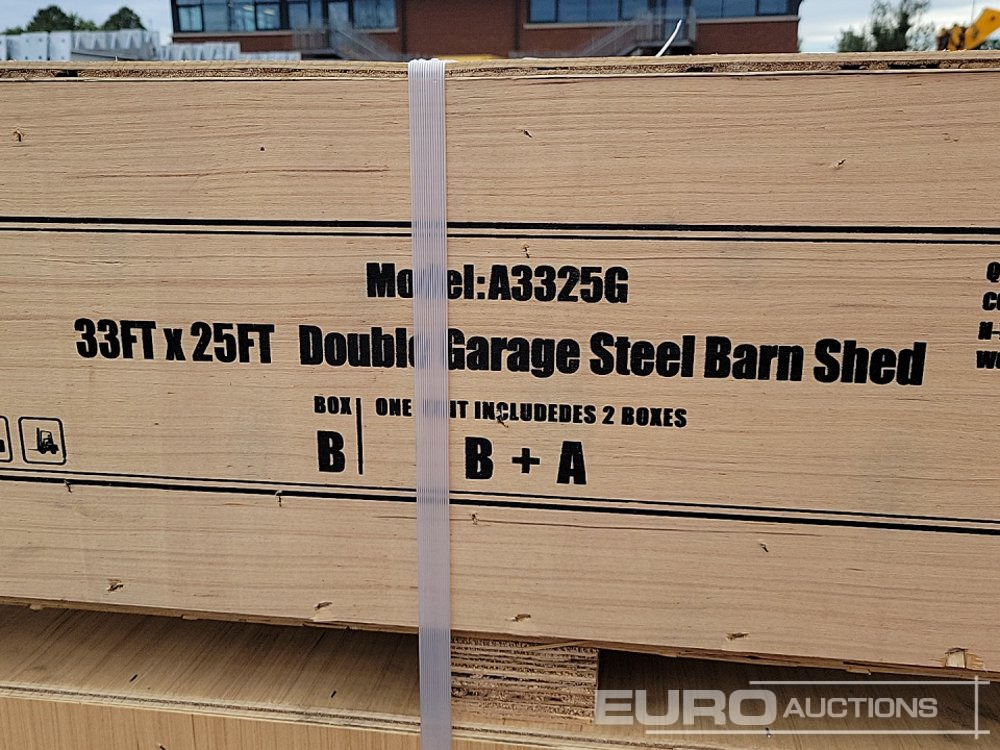 Model:A3325G
33FT x 25FT Double Garage Steel Barn Shed
BOX ONE UNIT INCLUDEDES 2 BOXES
B B + A
EURO AUCTIONS